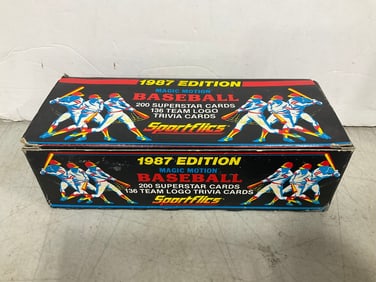 1987 EDITION
MAGIC MOTION
BASEBALL
200 SUPERSTAR CARDS
136 TEAM LOGO
TRIVIA CARDS
Sportflics
1987 EDITION
MAGIC MOTION
BASEBALL
200 SUPERSTAR CARDS
136 TEAM LOGO TRIVIA CARDS
Sportflics